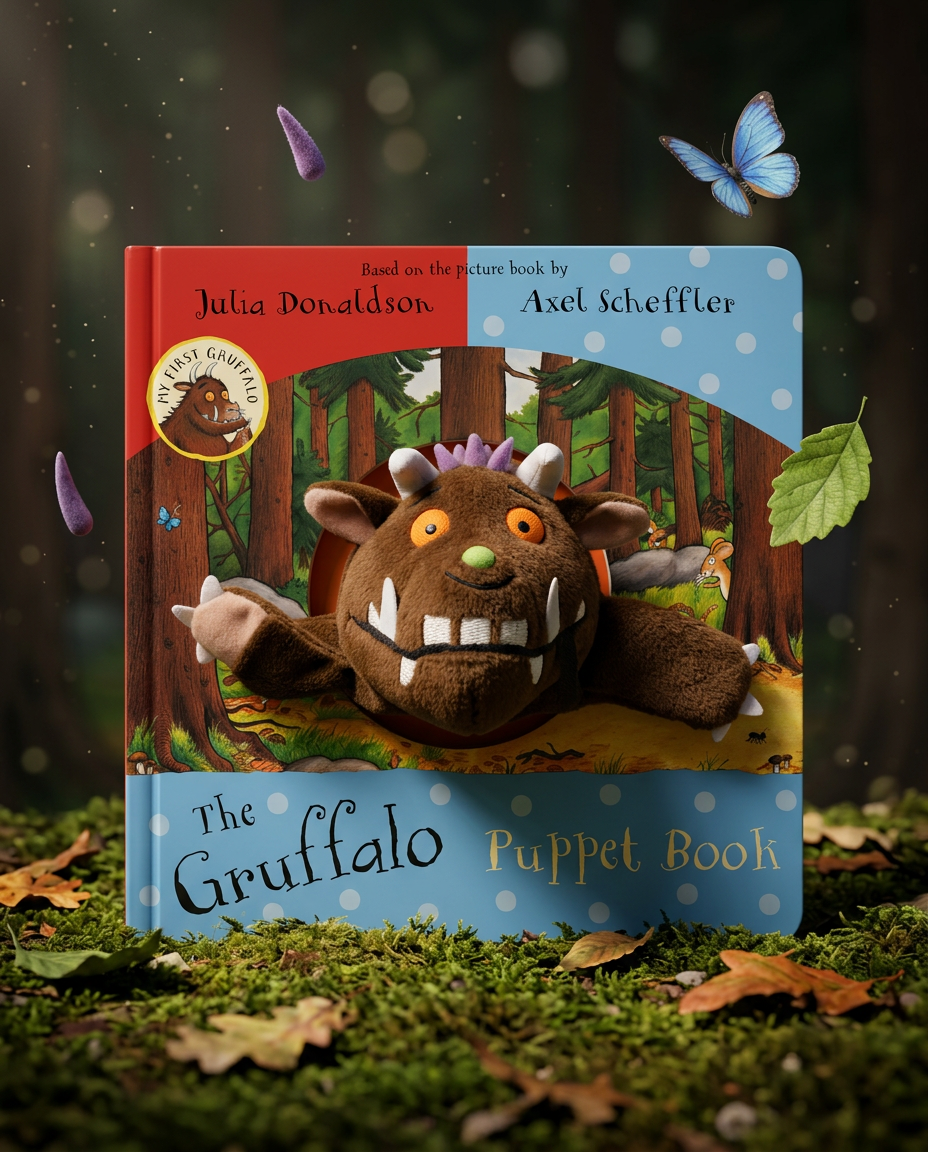 Based on the picture book by
Julia Donaldson
Axel Scheffler
MY FIRST GRUFFALO
The
Gruffalo
Puppet Book